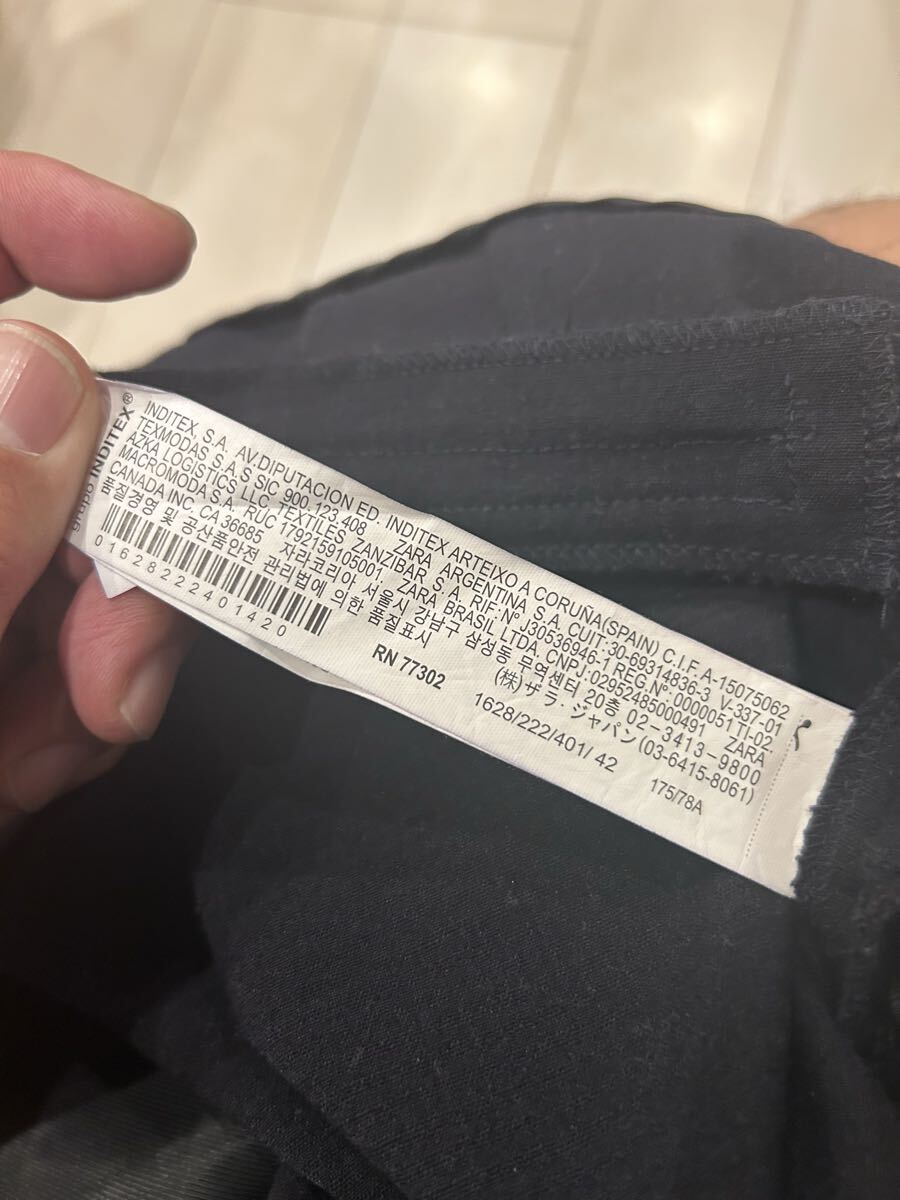 grupo INDITEX®
INDITEX, S.A. AV.DIPUTACION ED. INDITEX ARTEIXO A CORUÑA(SPAIN) C.I.F. A-15075062
TEXMODAS S.A.S SIC 900.123.408 ZARA ARGENTINA S.A. CUIT:30-69314836-3 V-337-01
AZKA LOGISTICS LLC-TEXTILES ZANZIBAR, S.A. RIF:Nº J30536946-1 REG.Nº:0000051 TI-02.
MACROMODA S.A. RUC 1792159105001 ZARA BRASIL LTDA, CNPJ.:02952485000491 ZARA
CANADA INC. CA 36685 자라코리아 서울시 강남구 삼성동 무역센터 20층 02-3413-9800
품질경영 및 공산품안전 관리법에 의한 품질표시 (株)ザラ・ジャパン(03-6415-8061)
01628222401420
RN 77302
1628/222/401/ 42
175/78A